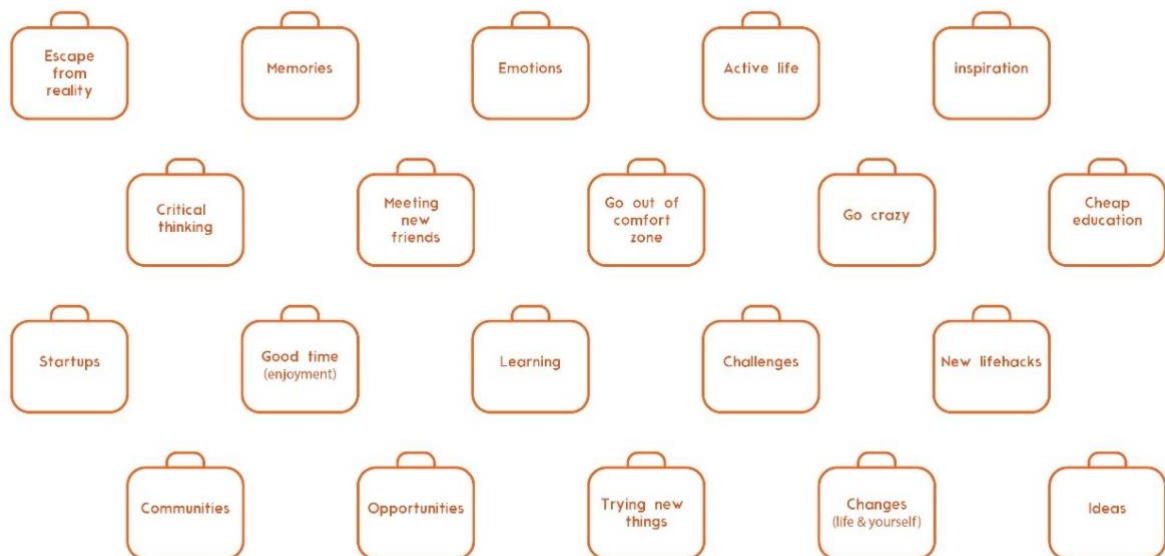 Escape
from
reality
Memories
Emotions
Active life
inspiration
Critical
thinking
Meeting
new
friends
Go out of
comfort
zone
Go crazy
Cheap
education
Startups
Good time
(enjoyment)
Learning
Challenges
New lifehacks
Communities
Opportunities
Trying new
things
Changes
(life & yourself)
Ideas